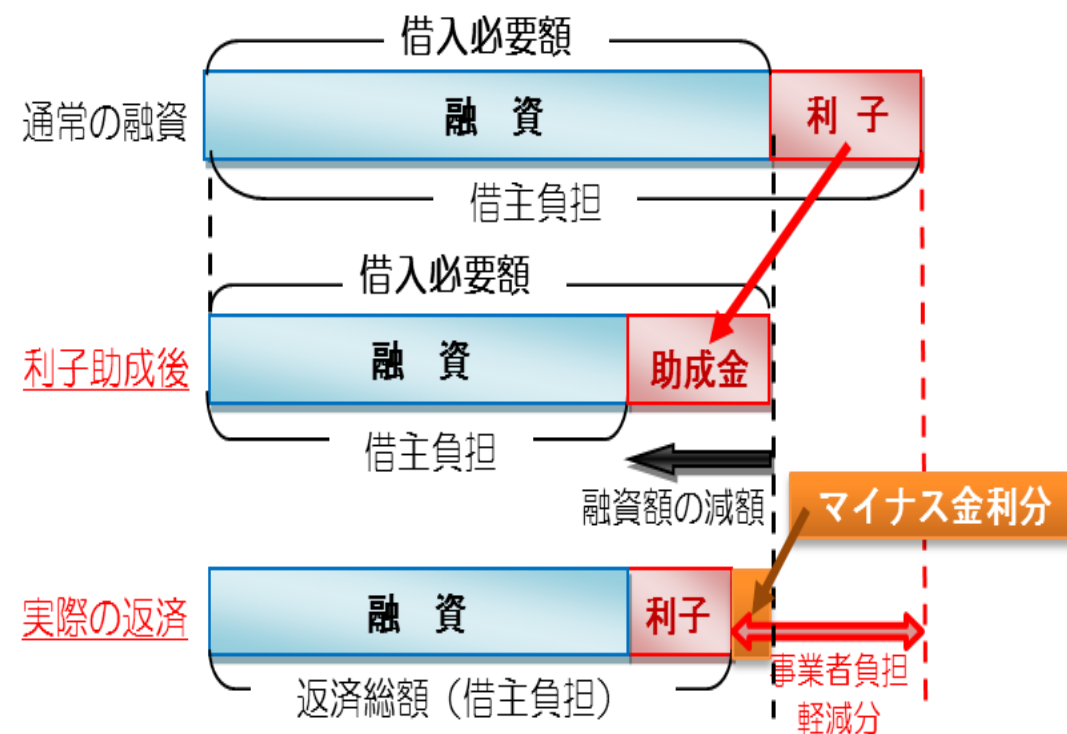 借入必要額
通常の融資
融　資
利 子
借主負担
借入必要額
利子助成後
融　資
助成金
借主負担
融資額の減額
マイナス金利分
実際の返済
融　資
利子
返済総額（借主負担）
事業者負担
軽減分